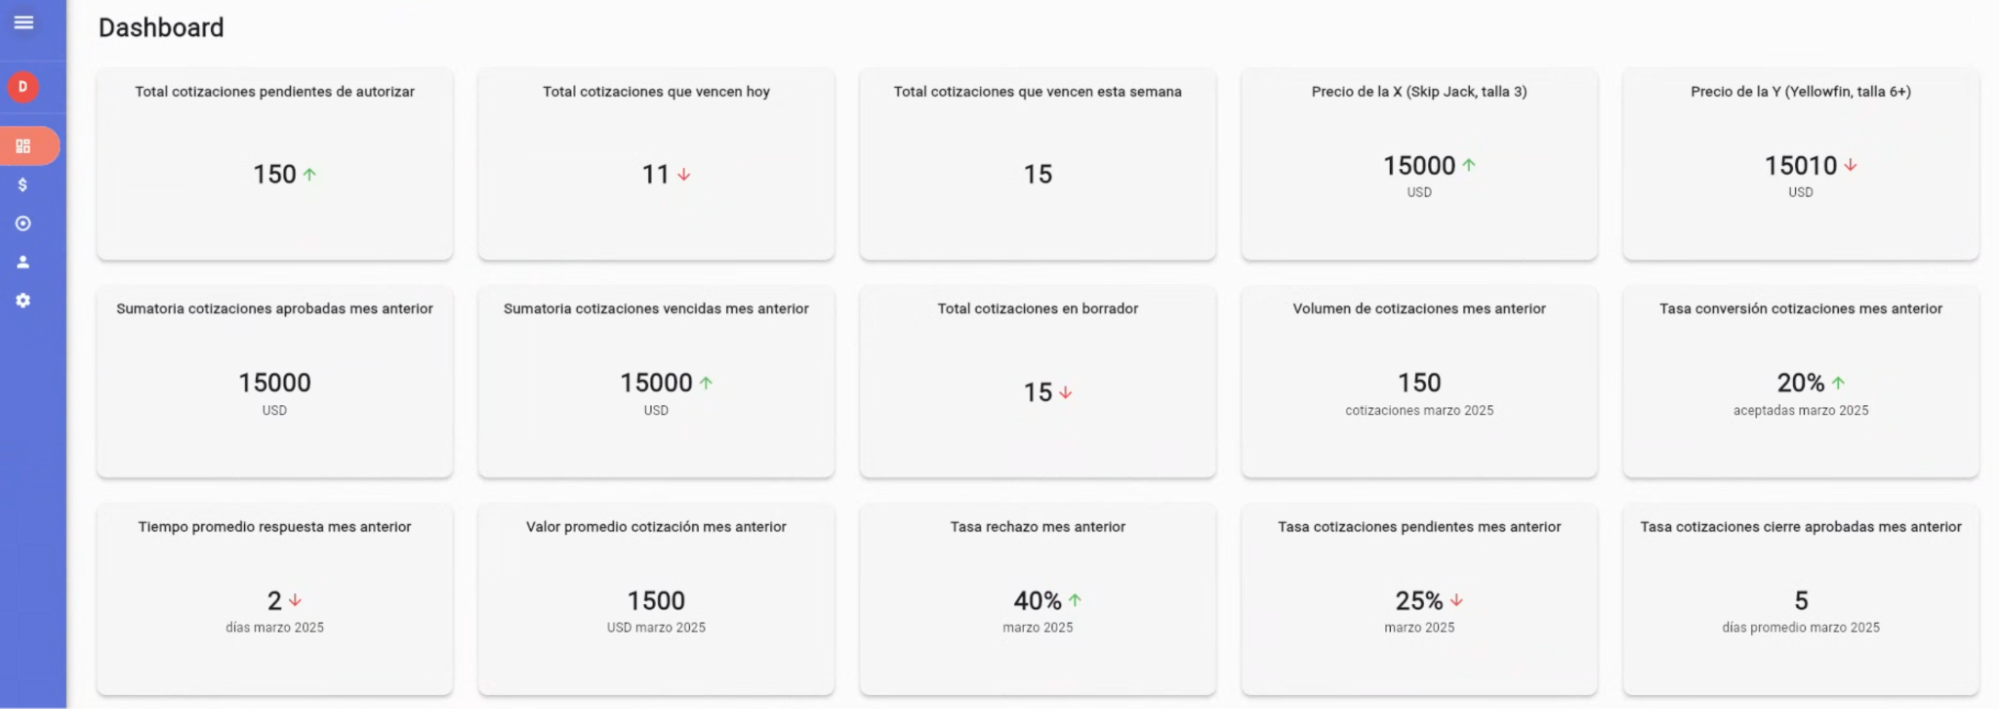 Dashboard
D
Total cotizaciones pendientes de autorizar
150
Total cotizaciones que vencen hoy
11
Total cotizaciones que vencen esta semana
15
Precio de la X (Skip Jack, talla 3)
15000
USD
Precio de la Y (Yellowfin, talla 6+)
15010
USD
Sumatoria cotizaciones aprobadas mes anterior
15000
USD
Sumatoria cotizaciones vencidas mes anterior
15000
USD
Total cotizaciones en borrador
15
Volumen de cotizaciones mes anterior
150
cotizaciones marzo 2025
Tasa conversión cotizaciones mes anterior
20%
aceptadas marzo 2025
Tiempo promedio respuesta mes anterior
2
días marzo 2025
Valor promedio cotización mes anterior
1500
USD marzo 2025
Tasa rechazo mes anterior
40%
marzo 2025
Tasa cotizaciones pendientes mes anterior
25%
marzo 2025
Tasa cotizaciones cierre aprobadas mes anterior
5
días promedio marzo 2025